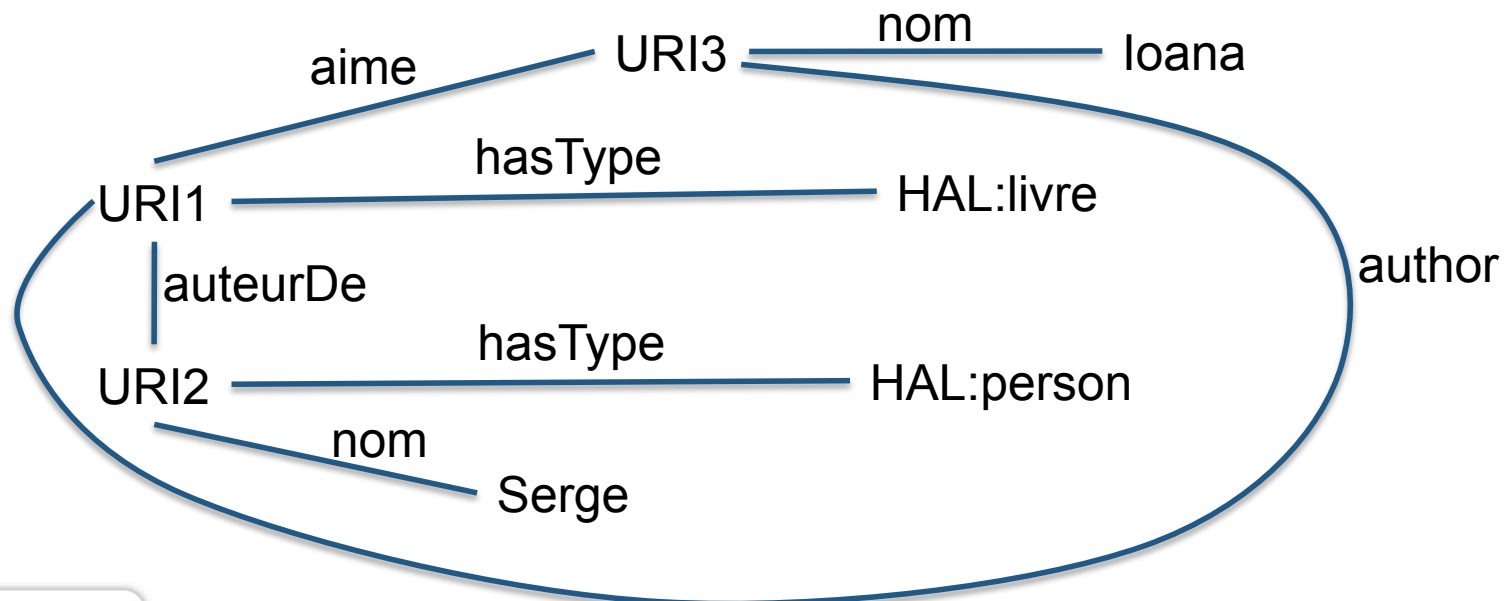 nom
URI3
Ioana
aime
hasType
URI1
HAL:livre
auteurDe
author
hasType
URI2
HAL:person
nom
Serge